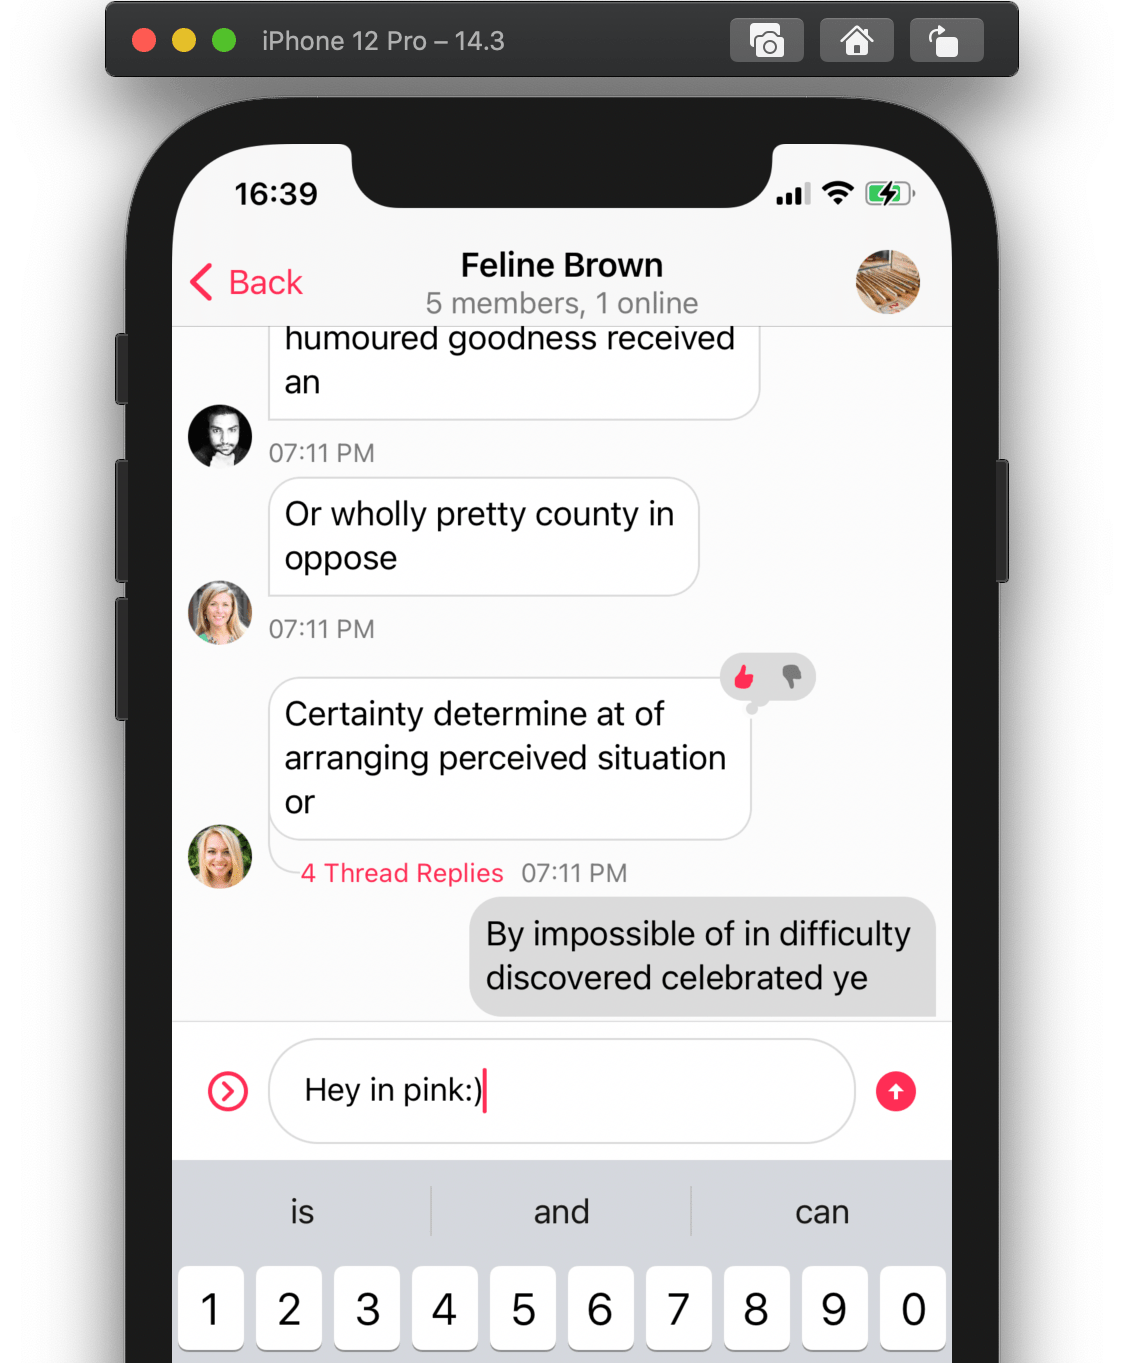 iPhone 12 Pro – 14.3
16:39
Back
Feline Brown
5 members, 1 online
humoured goodness received
an
07:11 PM
Or wholly pretty county in
oppose
07:11 PM
Certainty determine at of
arranging perceived situation
or
4 Thread Replies 07:11 PM
By impossible of in difficulty
discovered celebrated ye
Hey in pink:)
is and can
1 2 3 4 5 6 7 8 9 0